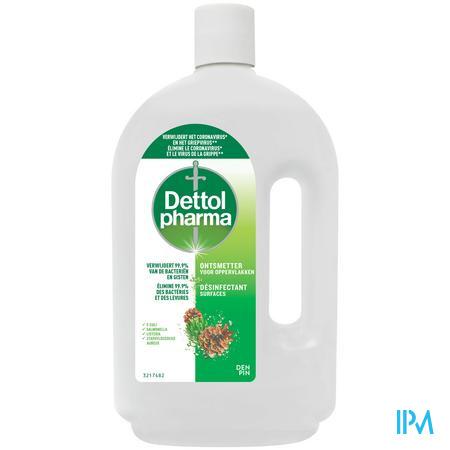 VERWIJDERT HET CORONAVIRUS*
EN HET GRIEPVIRUS**
ÉLIMINE LE CORONAVIRUS*
ET LE VIRUS DE LA GRIPPE**
Dettol
pharma
VERWIJDERT 99,9%
VAN DE BACTERIËN
EN GISTEN
ÉLIMINE 99,9%
DES BACTÉRIES
ET DES LEVURES
ONTSMETTER
VOOR OPPERVLAKKEN
DÉSINFECTANT
SURFACES
✓ E COLI
✓ SALMONELLA
✓ LISTERIA
AUREUS
3217682
DEN
PIN
IPM